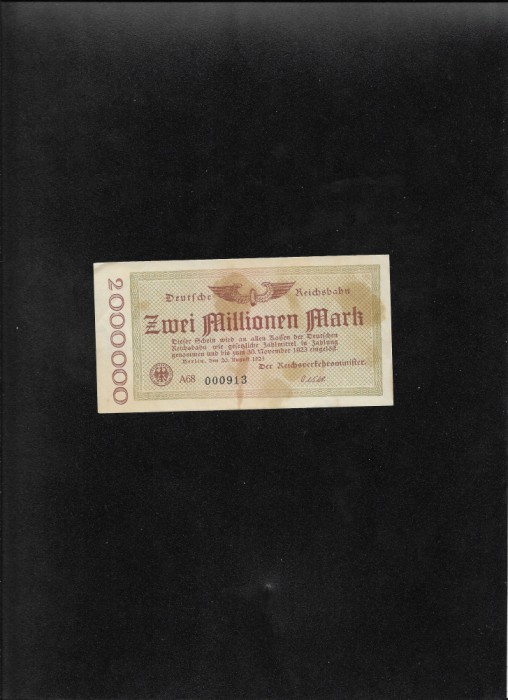 2000000
Deutsche Reichsbahn
Zwei Millionen Mark
Dieser Schein wird an allen Kassen der Deutschen
Reichsbahn wie gesetzliche Zahlmittel in Zahlung
genommen und bis zum 30. November 1923 eingelöst.
Berlin, den 20. August 1923
Der Reichsverkehrsminister.
A68 000913